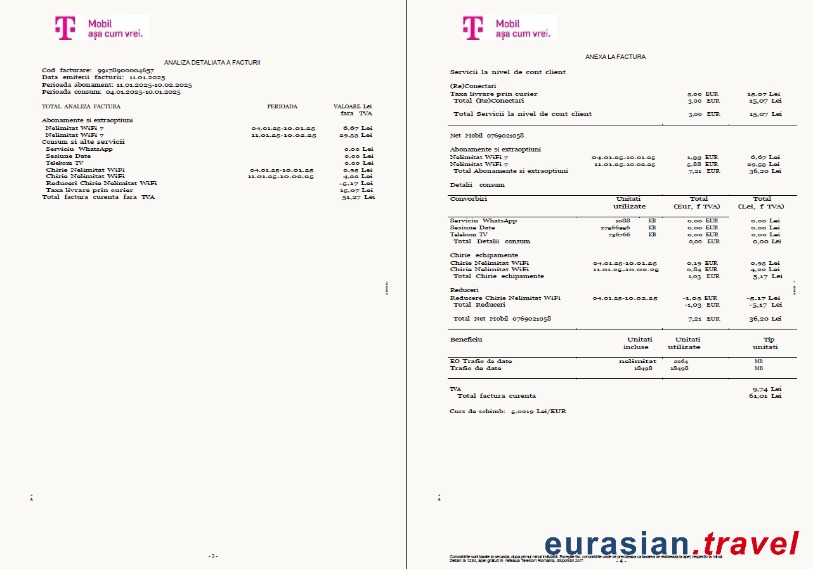 T Mobil
așa cum vrei.
ANALIZA DETALIATA A FACTURII
Cod facturare: 99178900004657
Data emiterii facturii: 11.01.2025
Perioada abonament: 11.01.2025-10.02.2025
Perioada consum: 04.01.2025-10.01.2025
TOTAL ANALIZA FACTURA PERIOADA VALOARE Lei
fara TVA
Abonamente si extraoptiuni
Nelimitat WiFi 7 04.01.25-10.01.25 6,67 Lei
Nelimitat WiFi 7 11.01.25-10.02.25 29,53 Lei
Consum si alte servicii
Serviciu WhatsApp 0,00 Lei
Sesiune Date 0,00 Lei
Telekom TV 0,00 Lei
Chirie Nelimitat WiFi 04.01.25-10.01.25 0,95 Lei
Chirie Nelimitat WiFi 11.01.25-10.02.25 4,22 Lei
Reduceri Chirie Nelimitat WiFi -5,17 Lei
Taxa livrare prin curier 15,07 Lei
Total factura curenta fara TVA 51,27 Lei
- 3 -
T Mobil
așa cum vrei.
ANEXA LA FACTURA
Servicii la nivel de cont client
(Re)Conectari
Taxa livrare prin curier 3,00 EUR 15,07 Lei
Total (Re)Conectari 3,00 EUR 15,07 Lei
Total Servicii la nivel de cont client 3,00 EUR 15,07 Lei
Net Mobil 0769021058
Abonamente si extraoptiuni
Nelimitat WiFi 7 04.01.25-10.01.25 1,33 EUR 6,67 Lei
Nelimitat WiFi 7 11.01.25-10.02.25 5,88 EUR 29,53 Lei
Total Abonamente si extraoptiuni 7,21 EUR 36,20 Lei
Detalii consum
Convorbiri Unitati Total Total
utilizate (Eur, f TVA) (Lei, f TVA)
Serviciu WhatsApp 1088 KB 0,00 EUR 0,00 Lei
Sesiune Date KB 0,00 EUR 0,00 Lei
Telekom TV KB 0,00 EUR 0,00 Lei
Total Detalii consum 0,00 EUR 0,00 Lei
Chirie echipamente
Chirie Nelimitat WiFi 04.01.25-10.01.25 0,19 EUR 0,95 Lei
Chirie Nelimitat WiFi 11.01.25-10.02.25 0,84 EUR 4,22 Lei
Total Chirie echipamente 1,03 EUR 5,17 Lei
Reduceri
Reducere Chirie Nelimitat WiFi 04.01.25-10.02.25 -1,03 EUR -5,17 Lei
Total Reduceri -1,03 EUR -5,17 Lei
Total Net Mobil 0769021058 7,21 EUR 36,20 Lei
Beneficiu Unitati Unitati Tip
incluse utilizate unitati
EO Trafic de date nelimitat MB
Trafic de date 18498 18498 MB
TVA 9,74 Lei
Total factura curenta 61,01 Lei
Curs de schimb: 5,0219 Lei/EUR
eurasian.travel
- 4 -